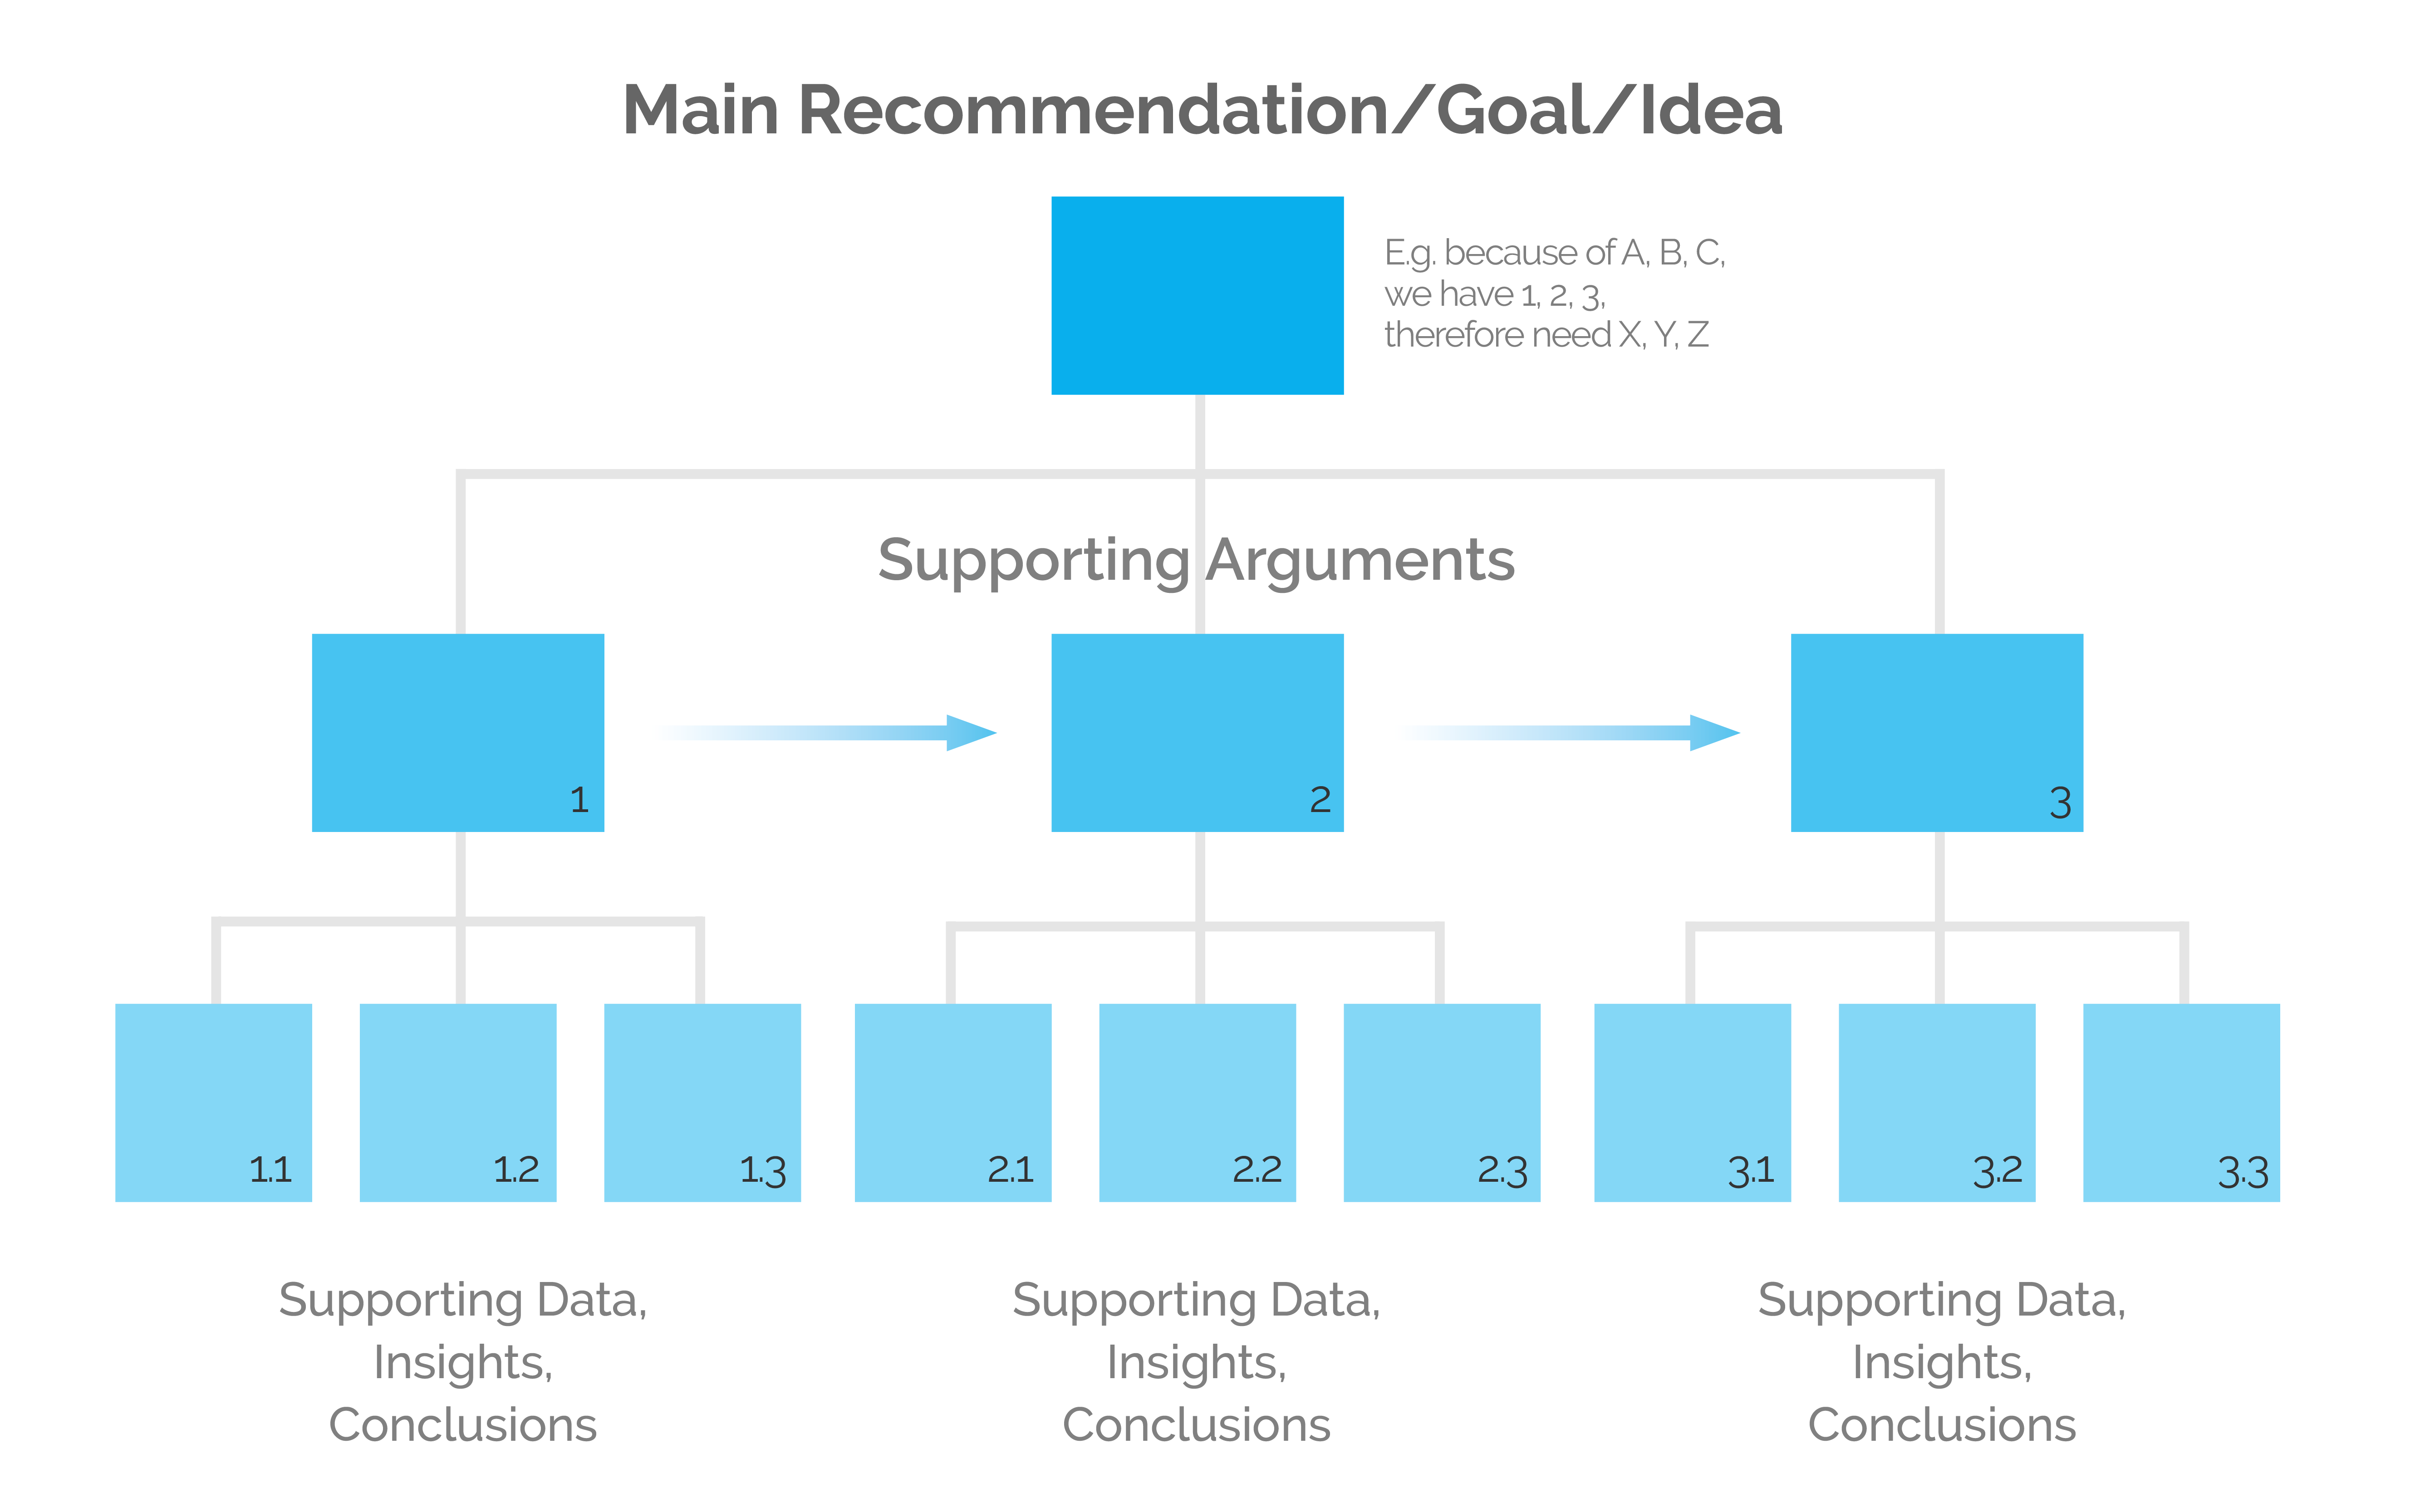 Main Recommendation/Goal/Idea
E.g. because of A, B, C,
we have 1, 2, 3,
therefore need X, Y, Z
Supporting Arguments
1
2
3
1.1
1.2
1.3
2.1
2.2
2.3
3.1
3.2
3.3
Supporting Data,
Insights,
Conclusions
Supporting Data,
Insights,
Conclusions
Supporting Data,
Insights,
Conclusions